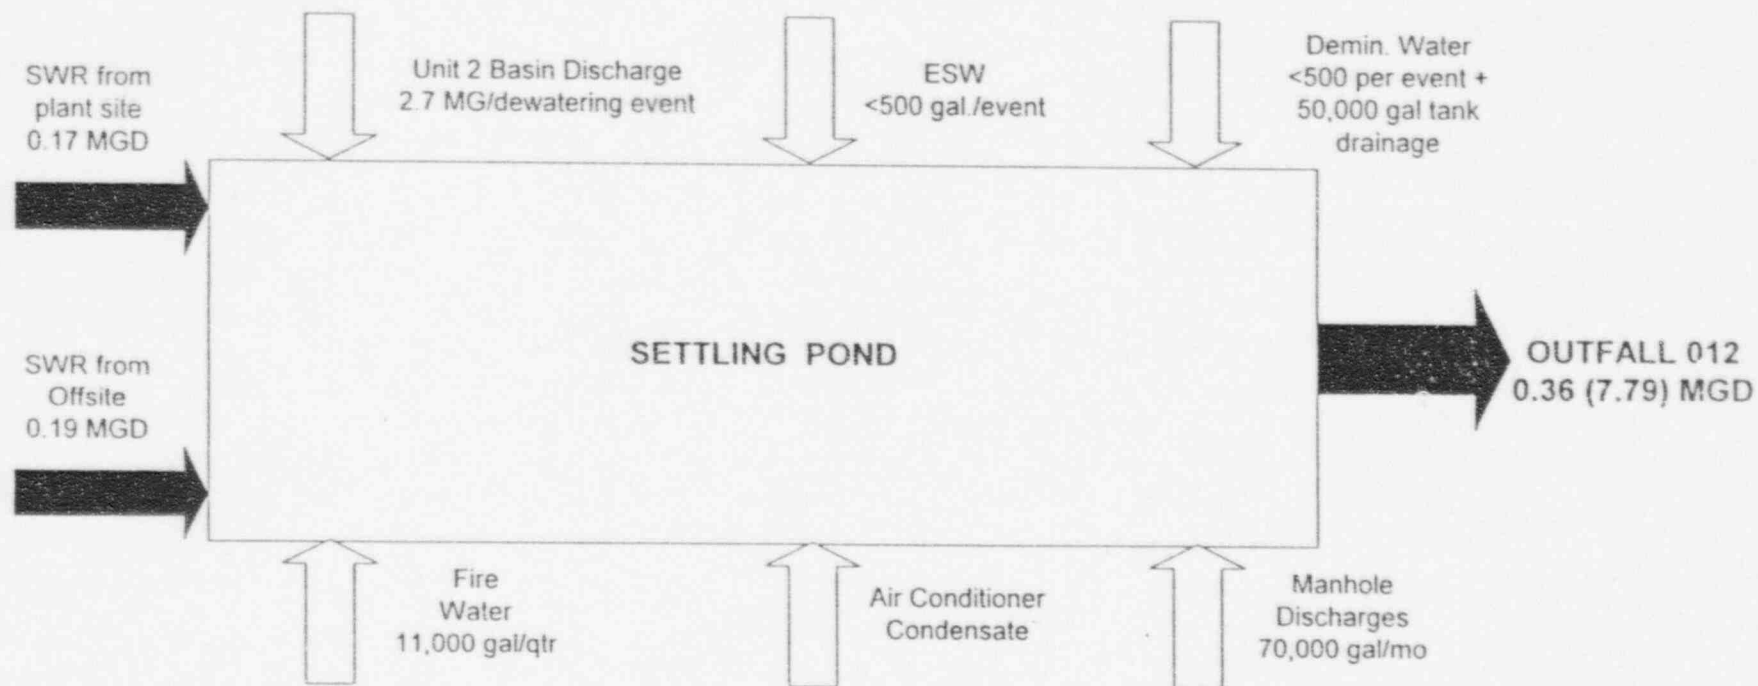 SWR from
plant site
0.17 MGD
Unit 2 Basin Discharge
2.7 MG/dewatering event
ESW
<500 gal./event
Demin. Water
<500 per event +
50,000 gal tank
drainage
SETTLING POND
SWR from
Offsite
0.19 MGD
OUTFALL 012
0.36 (7.79) MGD
Fire
Water
11,000 gal/qtr
Air Conditioner
Condensate
Manhole
Discharges
70,000 gal/mo